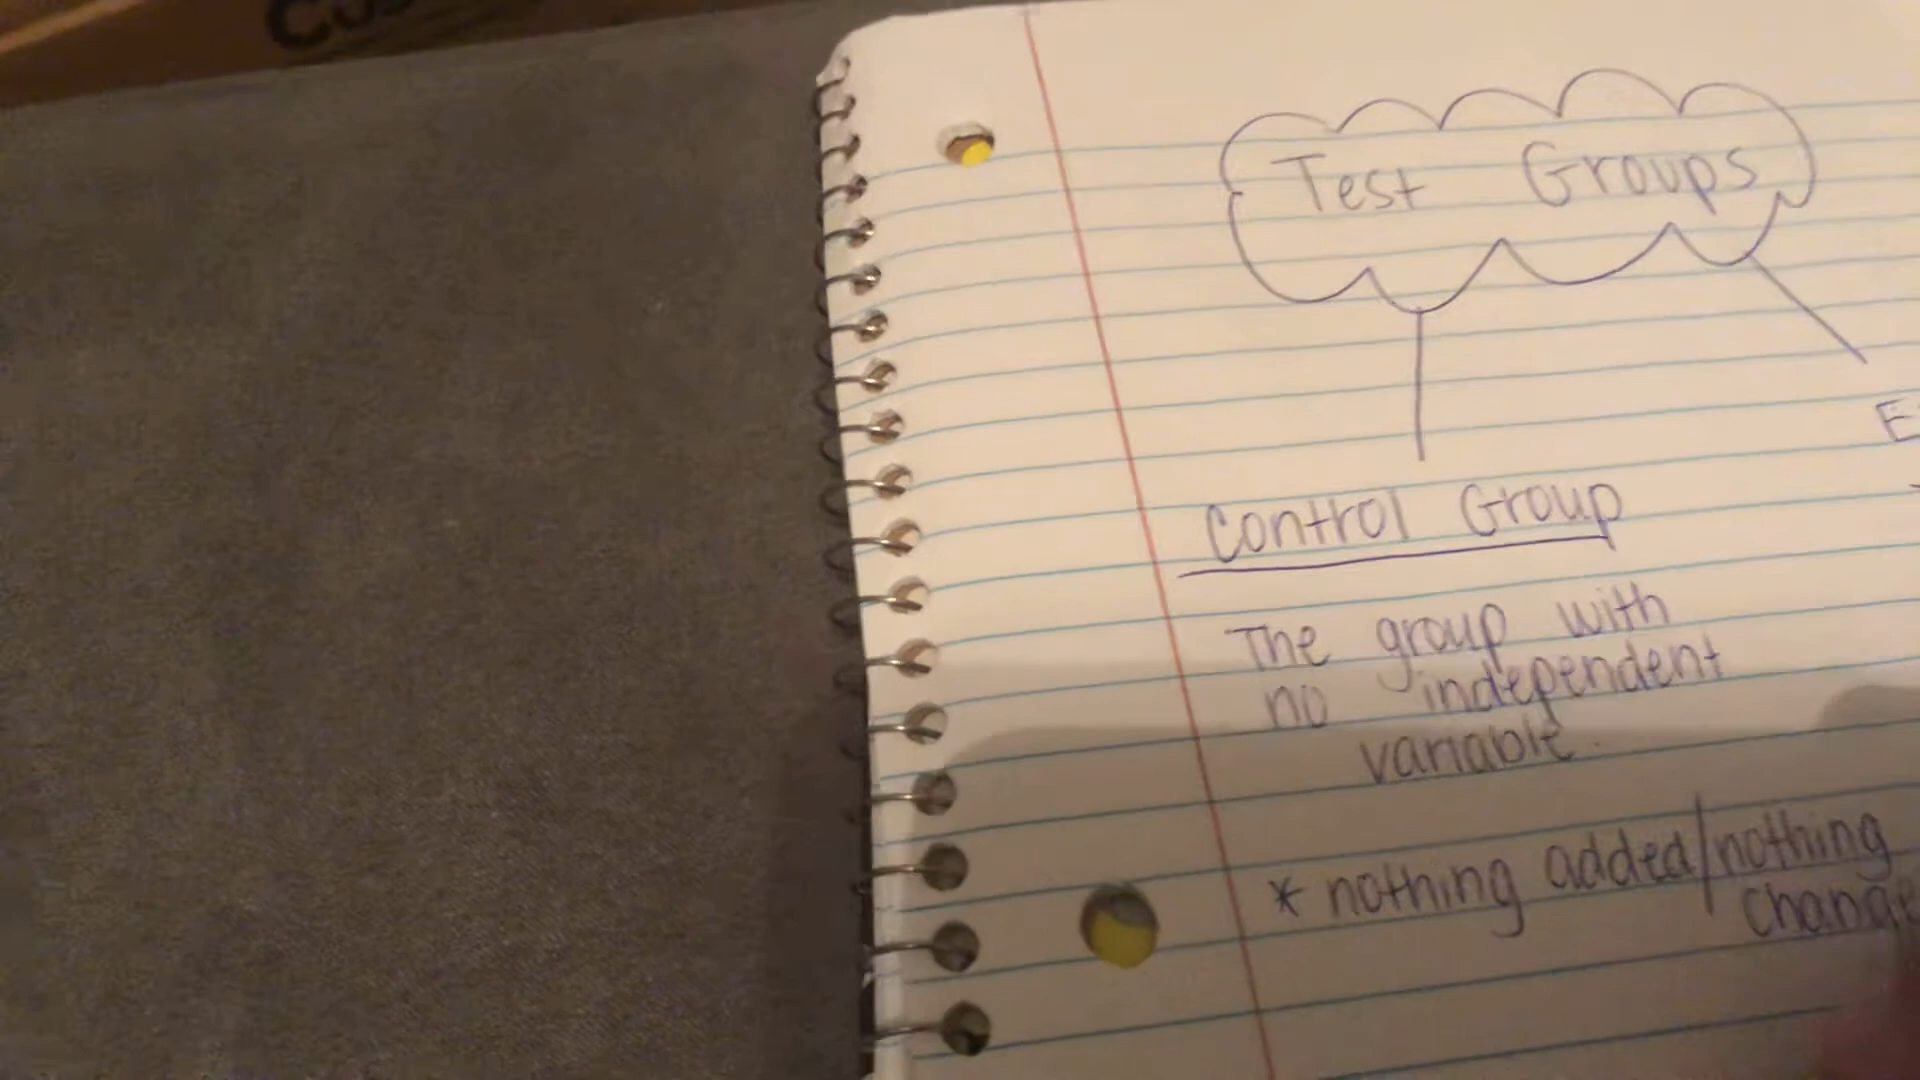 Test Groups
Control Group
The group with
no independent
variable.
* nothing added/nothing